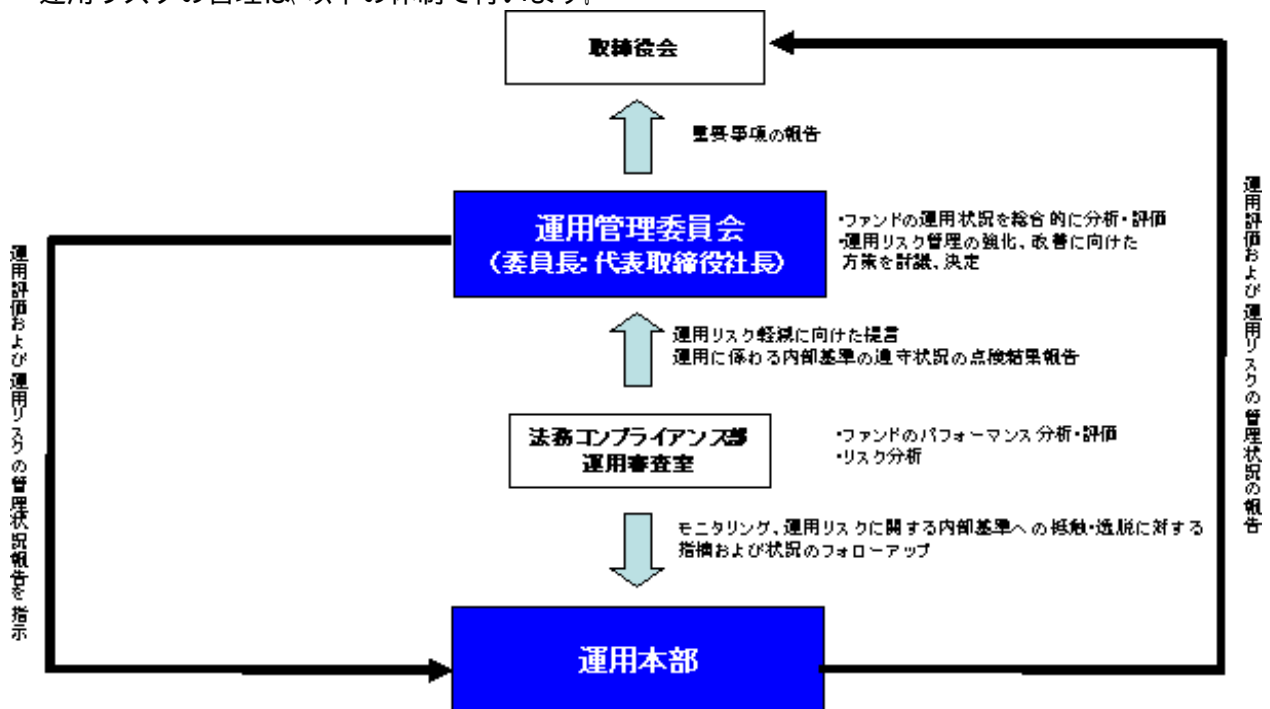 運用リスクの管理は、以下の体制で行います。
取締役会
重要事項の報告
運用管理委員会
(委員長:代表取締役社長)
・ファンドの運用状況を総合的に分析・評価
・運用リスク管理の強化、改善に向けた
方策を討議、決定
運用リスク軽減に向けた提言
運用に係わる内部基準の遵守状況の点検結果報告
法務コンプライアンス部
運用審査室
・ファンドのパフォーマンス分析・評価
・リスク分析
モニタリング、運用リスクに関する内部基準への抵触・逸脱に対する
指摘および状況のフォローアップ
運用本部
運用評価および運用リスクの管理状況報告を指示
運用評価および運用リスクの管理状況の報告